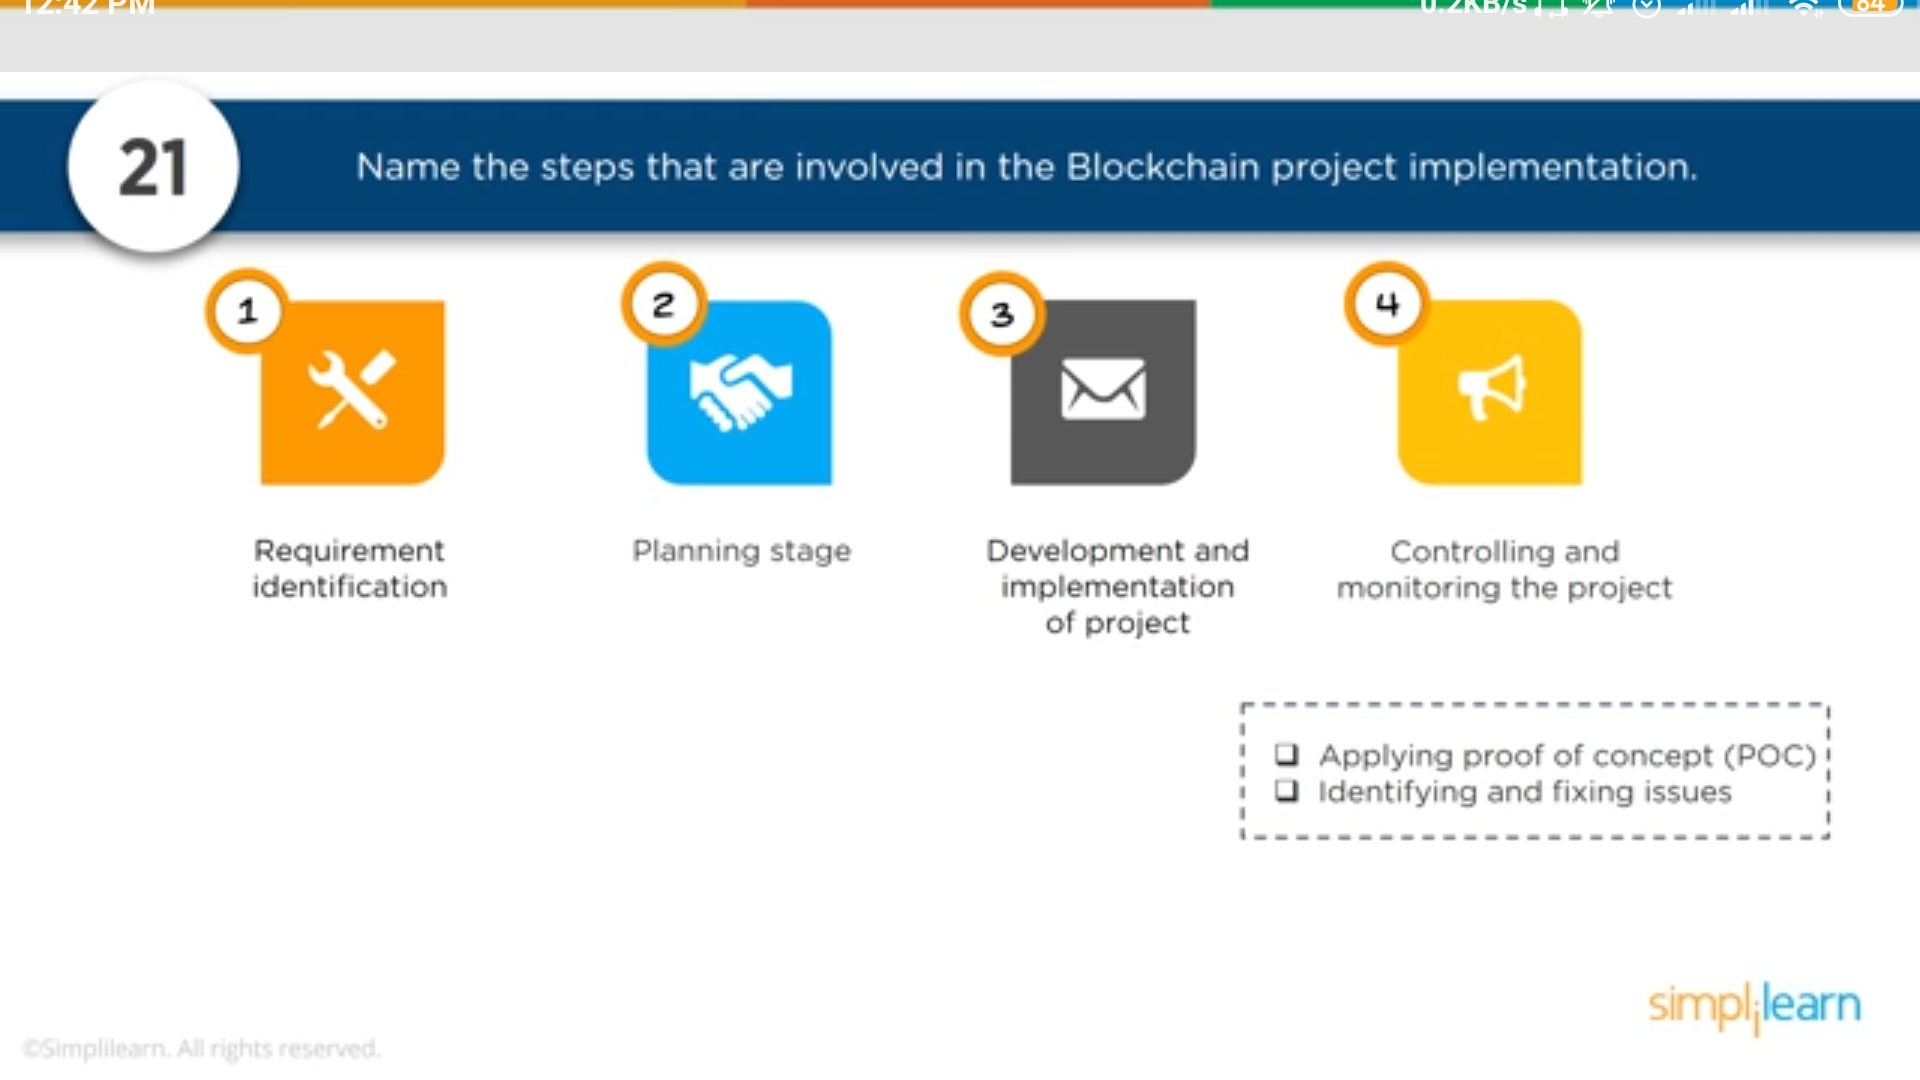 12:42 PM
0.2KB/s
64
21
Name the steps that are involved in the Blockchain project implementation.
1
2
3
4
Requirement
identification
Planning stage
Development and
implementation
of project
Controlling and
monitoring the project
❑ Applying proof of concept (POC)
❑ Identifying and fixing issues
simplilearn
©Simplilearn. All rights reserved.